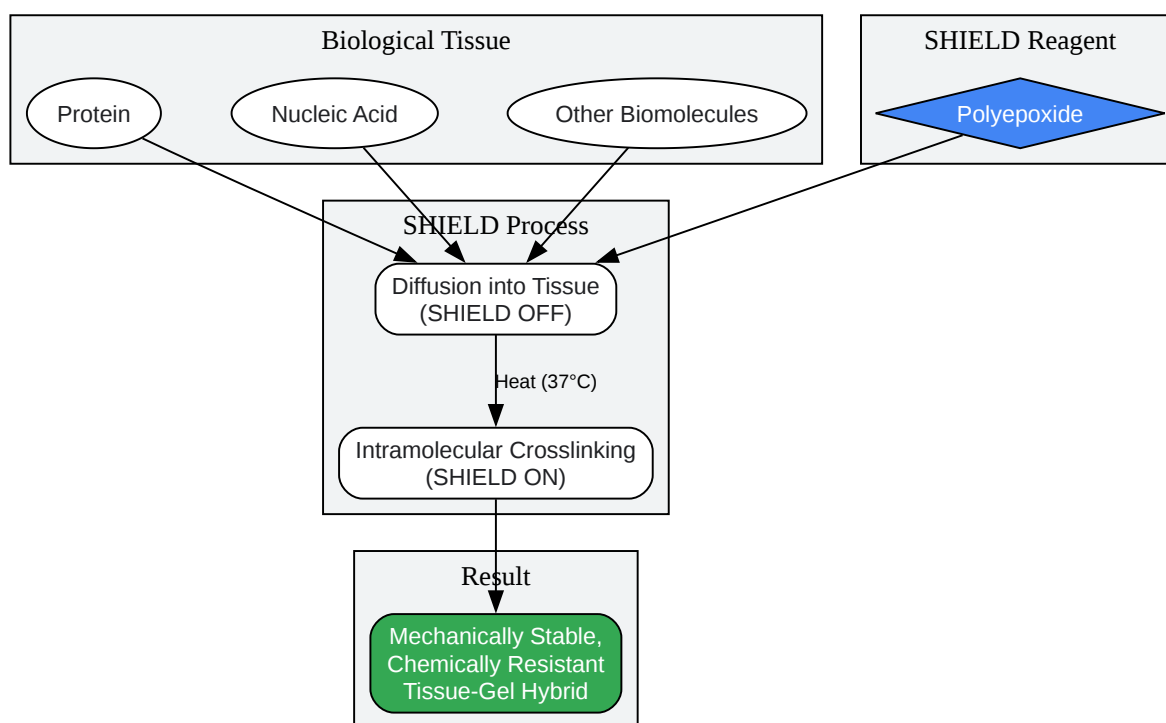 Biological Tissue
SHIELD Reagent
Protein
Nucleic Acid
Other Biomolecules
Polyepoxide
SHIELD Process
Diffusion into Tissue
(SHIELD OFF)
Heat (37°C)
Intramolecular Crosslinking
(SHIELD ON)
Result
Mechanically Stable,
Chemically Resistant
Tissue-Gel Hybrid